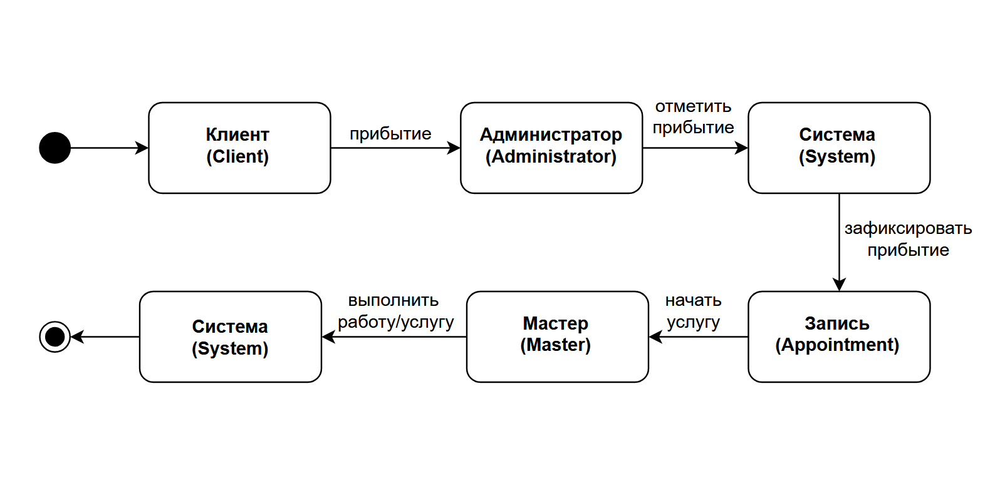 Клиент
(Client)
прибытие
Администратор
(Administrator)
отметить
прибытие
Система
(System)
зафиксировать
прибытие
Запись
(Appointment)
начать
услугу
Мастер
(Master)
выполнить
работу/услугу
Система
(System)